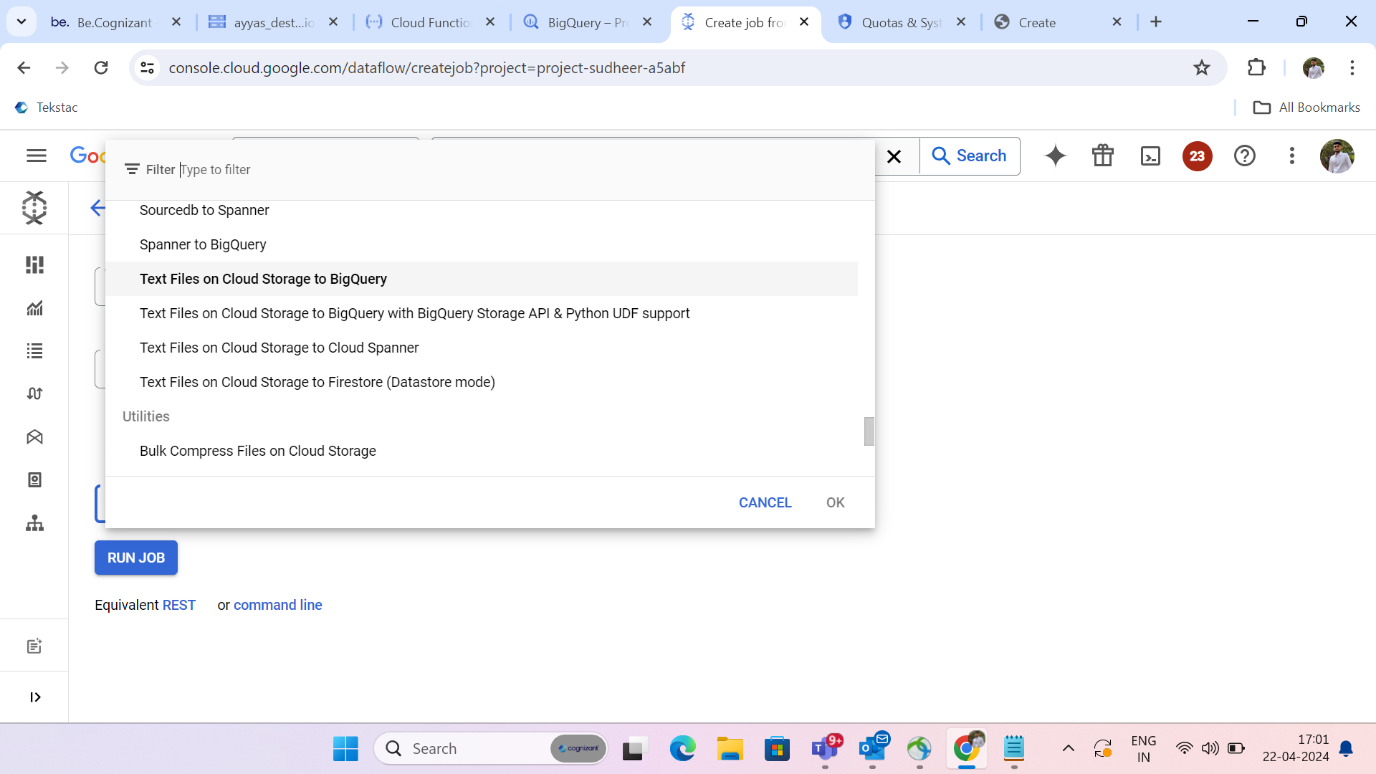 be. Be.Cognizant
ayyas_dest...ic
Cloud Functio
BigQuery – Pr
Create job fro
Quotas & Syst
Create
console.cloud.google.com/dataflow/createjob?project=project-sudheer-a5abf
Tekstac
All Bookmarks
Goo
Search
23
Filter Type to filter
Sourcedb to Spanner
Spanner to BigQuery
Text Files on Cloud Storage to BigQuery
Text Files on Cloud Storage to BigQuery with BigQuery Storage API & Python UDF support
Text Files on Cloud Storage to Cloud Spanner
Text Files on Cloud Storage to Firestore (Datastore mode)
Utilities
Bulk Compress Files on Cloud Storage
CANCEL OK
RUN JOB
Equivalent REST or command line
Search
cognizant
9+
ENG
IN
17:01
22-04-2024